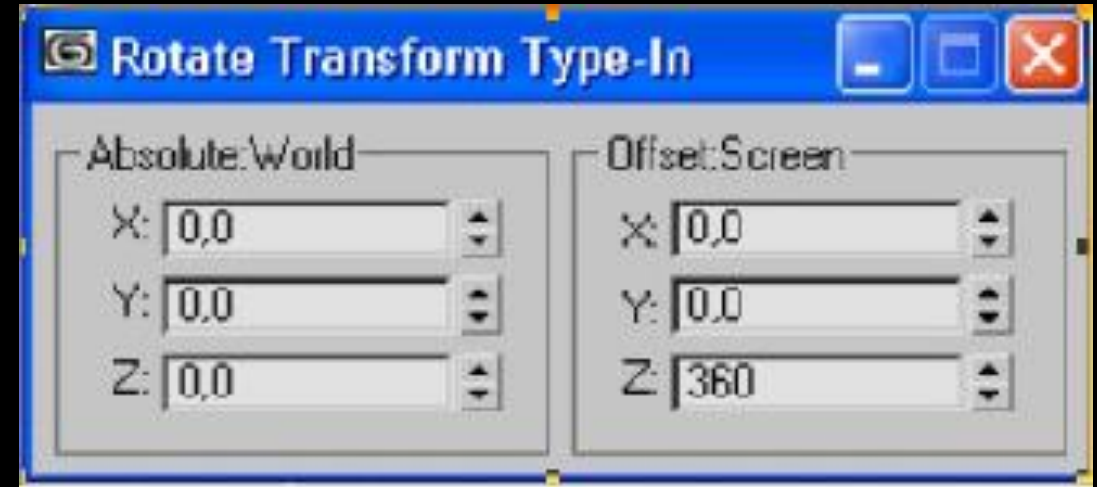 Rotate Transform Type-In
Absolute:World
X: 0,0
Y: 0,0
Z: 0,0
Offset:Screen
X: 0,0
Y: 0,0
Z: 360